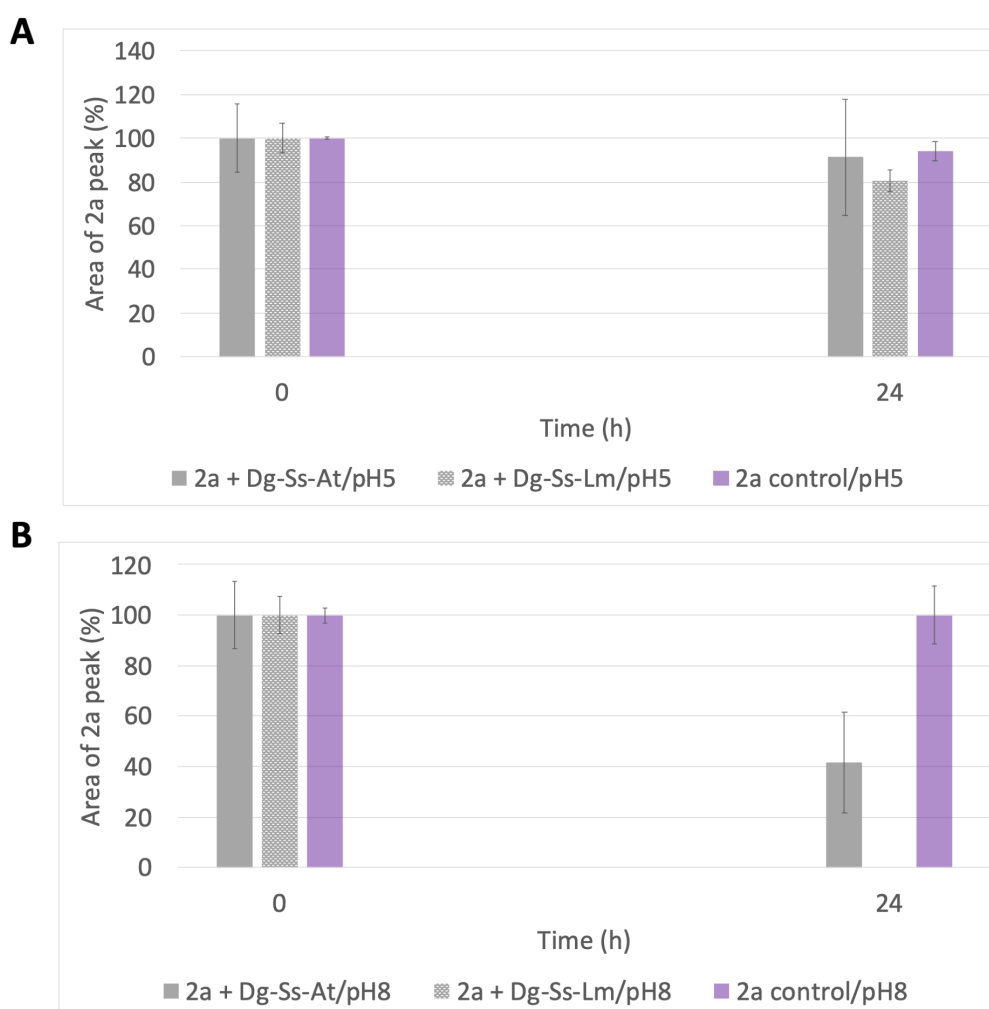 A
140
120
100
80
60
40
20
0
Area of 2a peak (%)
0 24
Time (h)
2a + Dg-Ss-At/pH5 2a + Dg-Ss-Lm/pH5 2a control/pH5
B
120
100
80
60
40
20
0
Area of 2a peak (%)
0 24
Time (h)
2a + Dg-Ss-At/pH8 2a + Dg-Ss-Lm/pH8 2a control/pH8